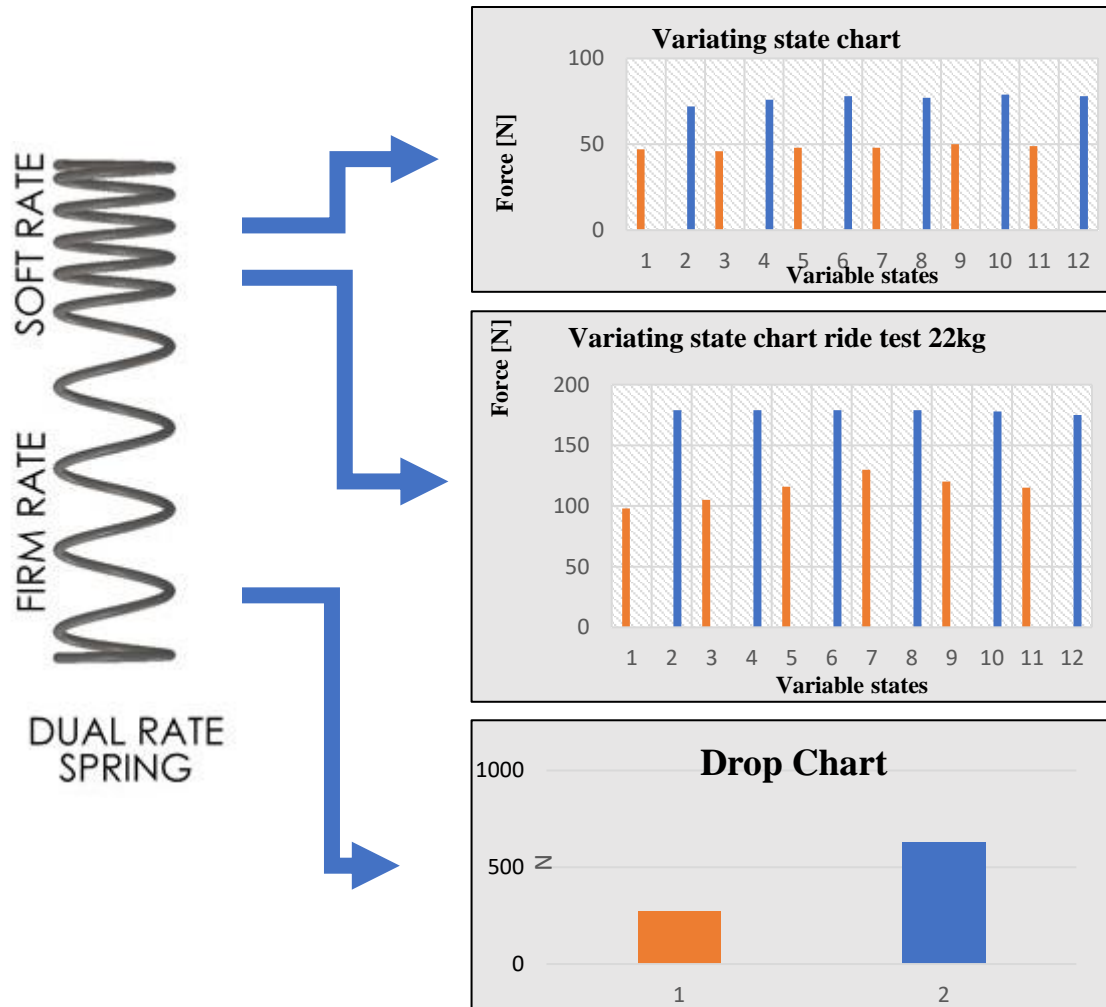 SOFT RATE
FIRM RATE
DUAL RATE
SPRING
Variating state chart
Force [N]
100
50
0
1 2 3 4 5 6 7 8 9 10 11 12
Variable states
Variating state chart ride test 22kg
Force [N]
200
150
100
50
0
1 2 3 4 5 6 7 8 9 10 11 12
Variable states
Drop Chart
N
1000
500
0
1 2